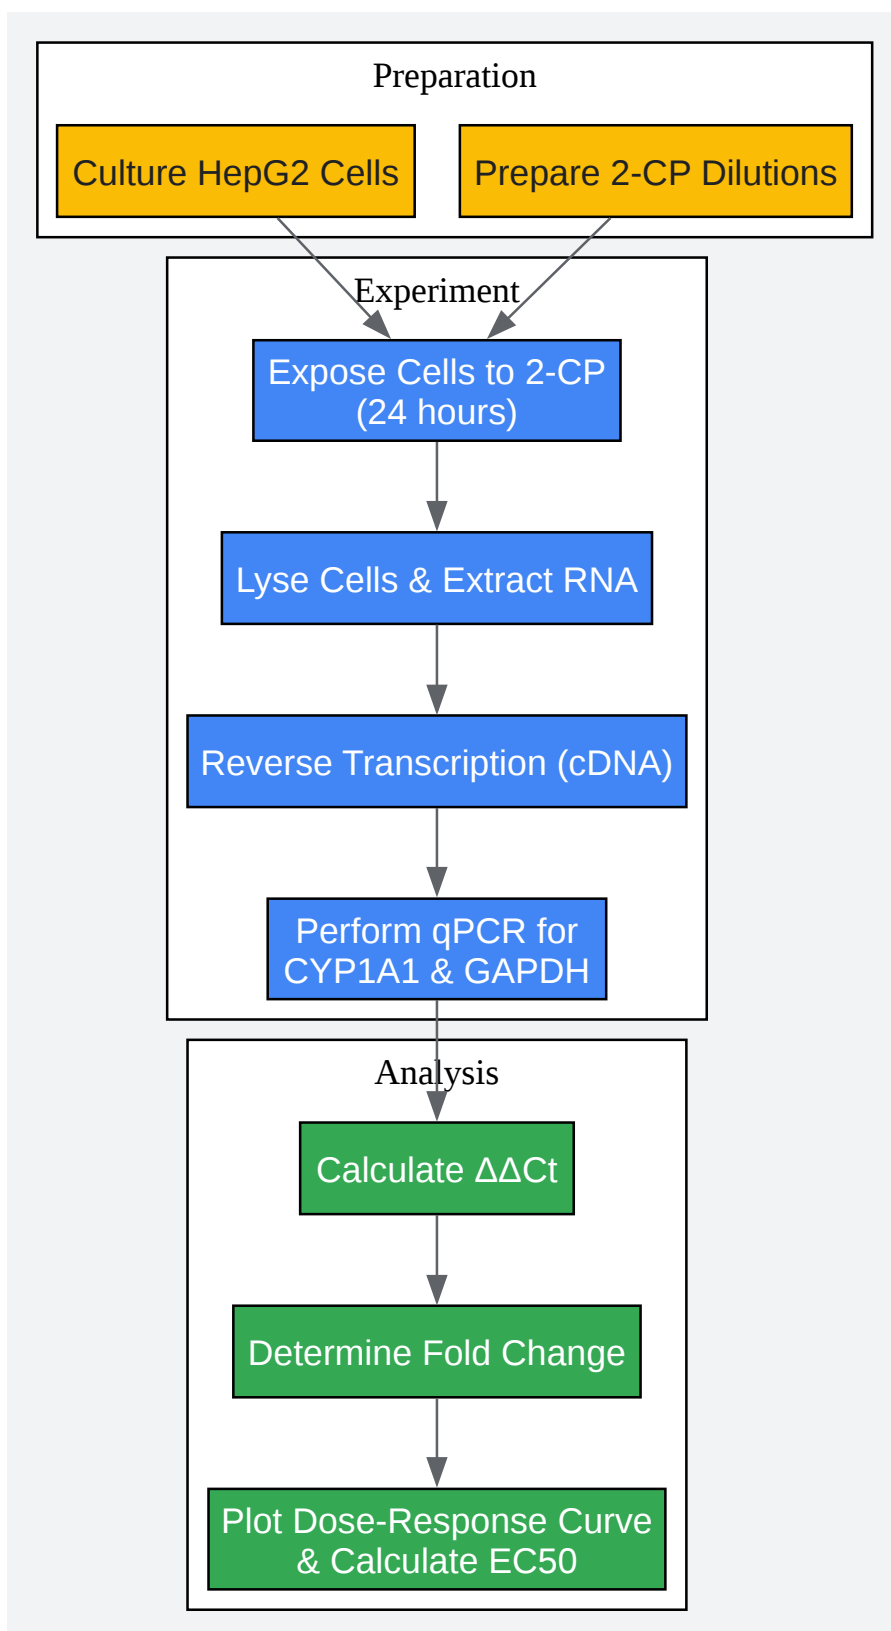 Preparation
Culture HepG2 Cells
Prepare 2-CP Dilutions
Experiment
Expose Cells to 2-CP
(24 hours)
Lyse Cells & Extract RNA
Reverse Transcription (cDNA)
Perform qPCR for
CYP1A1 & GAPDH
Analysis
Calculate ΔΔCt
Determine Fold Change
Plot Dose-Response Curve
& Calculate EC50